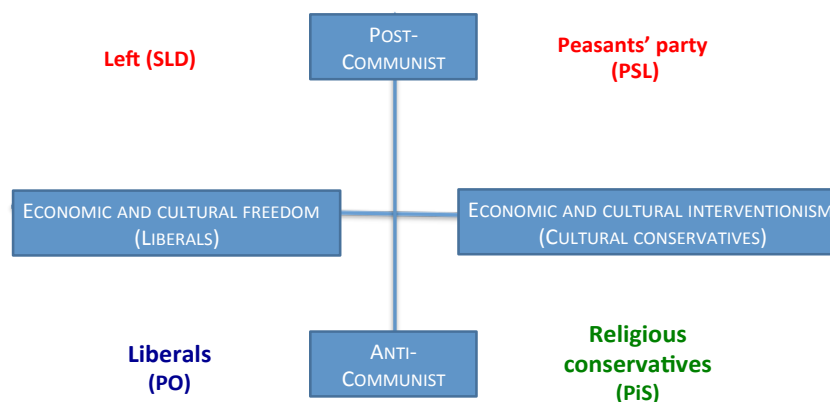 POST-
COMMUNIST
Left (SLD)
Peasants’ party
(PSL)
ECONOMIC AND CULTURAL FREEDOM
(LIBERALS)
ECONOMIC AND CULTURAL INTERVENTIONISM
(CULTURAL CONSERVATIVES)
Liberals
(PO)
ANTI-
COMMUNIST
Religious
conservatives
(PiS)